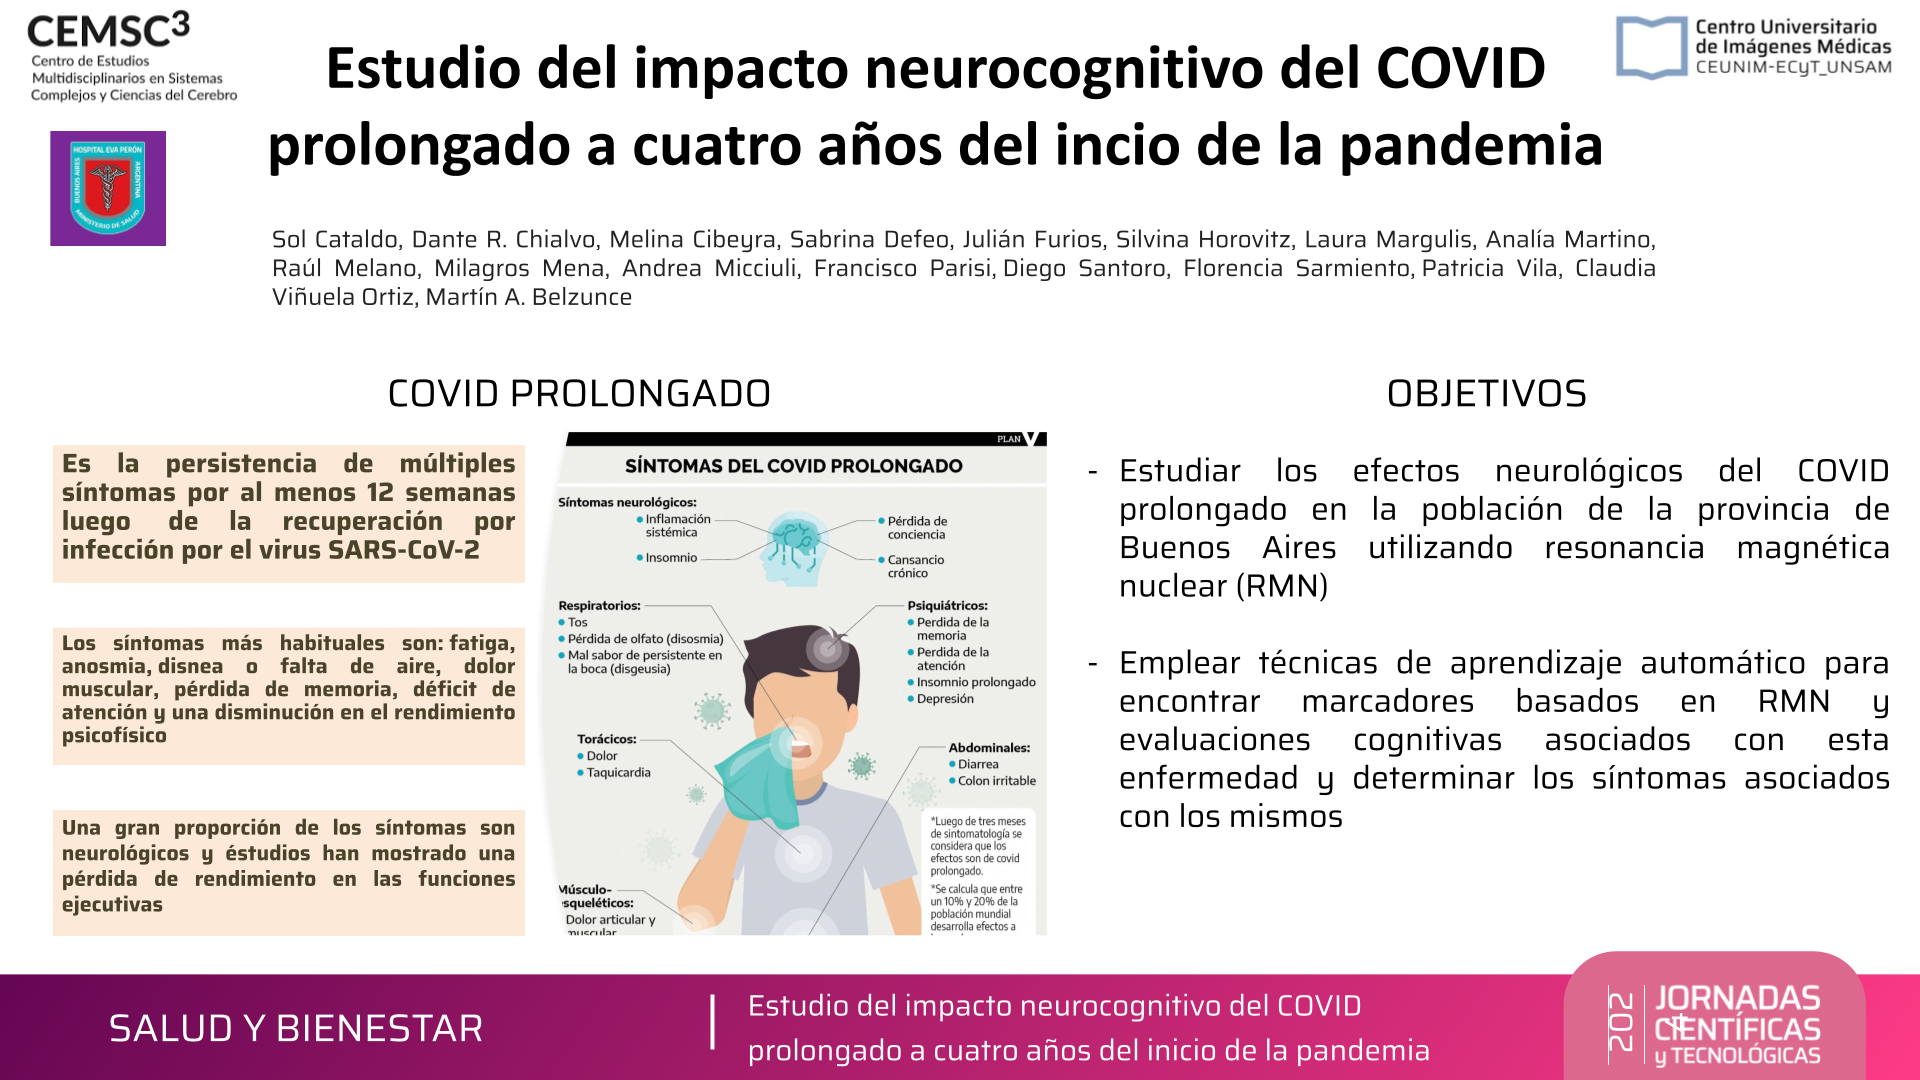 CEMSC3
Centro de Estudios
Multidisciplinarios en Sistemas
Complejos y Ciencias del Cerebro
HOSPITAL EVA PERÓN
BUENOS AIRES
ARGENTINA
MINISTERIO DE SALUD
Centro Universitario
de Imágenes Médicas
CEUNIM-ECyT_UNSAM
Estudio del impacto neurocognitivo del COVID
prolongado a cuatro años del incio de la pandemia
Sol Cataldo, Dante R. Chialvo, Melina Cibeyra, Sabrina Defeo, Julián Furios, Silvina Horovitz, Laura Margulis, Analía Martino,
Raúl Melano, Milagros Mena, Andrea Micciuli, Francisco Parisi, Diego Santoro, Florencia Sarmiento, Patricia Vila, Claudia
Viñuela Ortiz, Martín A. Belzunce
COVID PROLONGADO
Es la persistencia de múltiples
síntomas por al menos 12 semanas
luego de la recuperación por
infección por el virus SARS-CoV-2
Los síntomas más habituales son: fatiga,
anosmia, disnea o falta de aire, dolor
muscular, pérdida de memoria, déficit de
atención y una disminución en el rendimiento
psicofísico
Una gran proporción de los síntomas son
neurológicos y éstudios han mostrado una
pérdida de rendimiento en las funciones
ejecutivas
PLAN V
SÍNTOMAS DEL COVID PROLONGADO
Síntomas neurológicos:
Inflamación
sistémica
Insomnio
Pérdida de
conciencia
Cansancio
crónico
Respiratorios:
Tos
Pérdida de olfato (disosmia)
Mal sabor de persistente en
la boca (disgeusia)
Psiquiátricos:
Perdida de la
memoria
Perdida de la
atención
Insomnio prolongado
Depresión
Torácicos:
Dolor
Taquicardia
Abdominales:
Diarrea
Colon irritable
*Luego de tres meses
de sintomatología se
considera que los
efectos son de covid
prolongado.
*Se calcula que entre
un 10% y 20% de la
población mundial
desarrolla efectos a
Músculo-
squeléticos:
Dolor articular y
muscular
OBJETIVOS
- Estudiar los efectos neurológicos del COVID
prolongado en la población de la provincia de
Buenos Aires utilizando resonancia magnética
nuclear (RMN)
- Emplear técnicas de aprendizaje automático para
encontrar marcadores basados en RMN y
evaluaciones cognitivas asociados con esta
enfermedad y determinar los síntomas asociados
con los mismos
SALUD Y BIENESTAR
Estudio del impacto neurocognitivo del COVID
prolongado a cuatro años del inicio de la pandemia
2024
JORNADAS
CIENTÍFICAS
y TECNOLÓGICAS